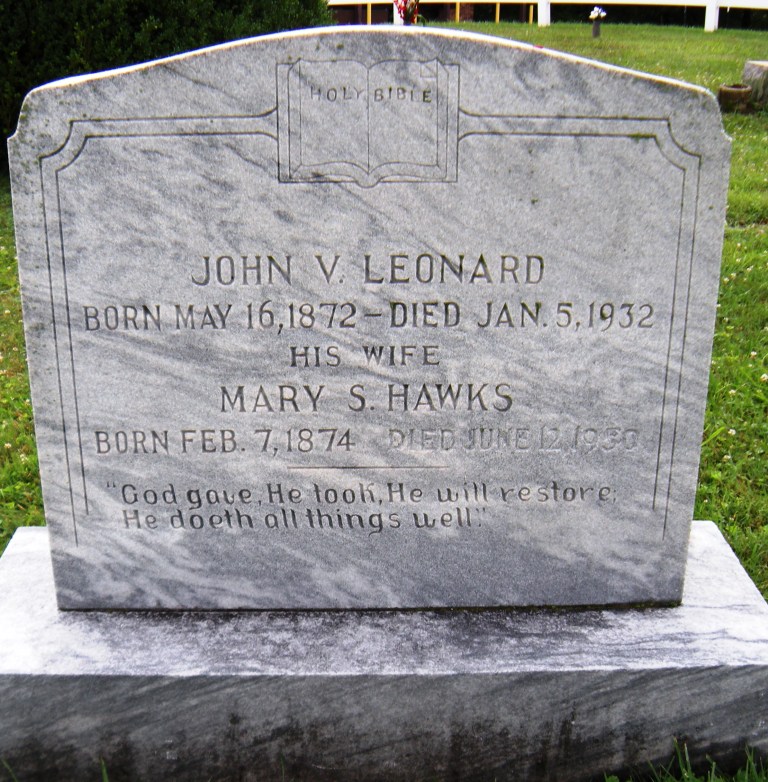 HOLY BIBLE
JOHN V. LEONARD
BORN MAY 16, 1872 – DIED JAN. 5, 1932
HIS WIFE
MARY S. HAWKS
BORN FEB. 7, 1874 DIED JUNE 12, 1950
"God gave, He took, He will restore;
He doeth all things well."